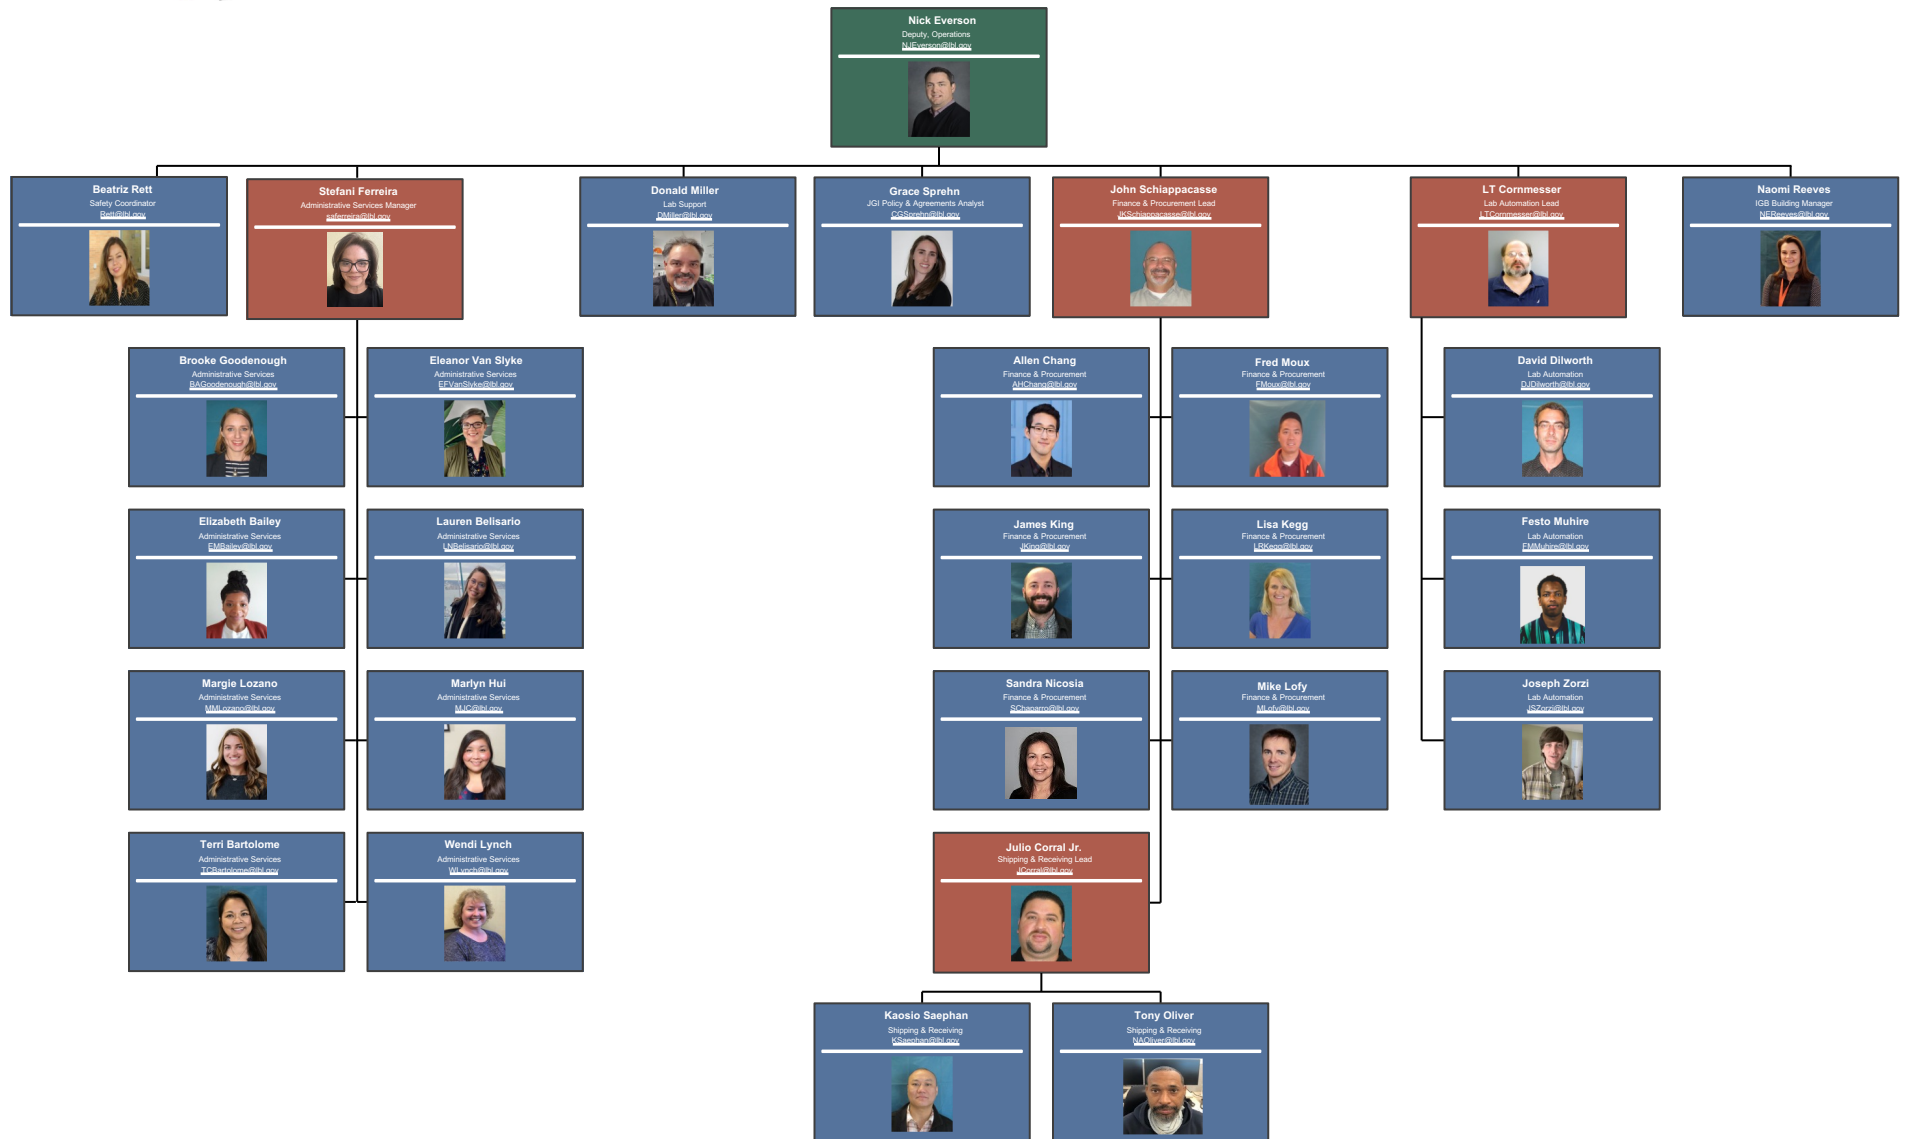 Nick Everson
Deputy, Operations
NJEverson@lbl.gov
Beatriz Rett
Safety Coordinator
Rett@lbl.gov
Stefani Ferreira
Administrative Services Manager
saferreira@lbl.gov
Donald Miller
Lab Support
DMiller@lbl.gov
Grace Sprehn
JGI Policy & Agreements Analyst
CGSprehn@lbl.gov
John Schiappacasse
Finance & Procurement Lead
JKSchiappacasse@lbl.gov
LT Cornmesser
Lab Automation Lead
LTCornmesser@lbl.gov
Naomi Reeves
IGB Building Manager
NEReeves@lbl.gov
Brooke Goodenough
Administrative Services
BAGoodenough@lbl.gov
Eleanor Van Slyke
Administrative Services
EFVanSlyke@lbl.gov
Allen Chang
Finance & Procurement
AHChang@lbl.gov
Fred Moux
Finance & Procurement
FMoux@lbl.gov
David Dilworth
Lab Automation
DJDilworth@lbl.gov
Elizabeth Bailey
Administrative Services
EMBailey@lbl.gov
Lauren Belisario
Administrative Services
LNBelisario@lbl.gov
James King
Finance & Procurement
JKing@lbl.gov
Lisa Kegg
Finance & Procurement
LRKegg@lbl.gov
Festo Muhire
Lab Automation
FMMuhire@lbl.gov
Margie Lozano
Administrative Services
MMLozano@lbl.gov
Marlyn Hui
Administrative Services
MJC@lbl.gov
Sandra Nicosia
Finance & Procurement
SChaparro@lbl.gov
Mike Lofy
Finance & Procurement
MLofy@lbl.gov
Joseph Zorzi
Lab Automation
JSZorzi@lbl.gov
Terri Bartolome
Administrative Services
TCBartolome@lbl.gov
Wendi Lynch
Administrative Services
WLynch@lbl.gov
Julio Corral Jr.
Shipping & Receiving Lead
JCorral@lbl.gov
Kaosio Saephan
Shipping & Receiving
KSaephan@lbl.gov
Tony Oliver
Shipping & Receiving
NAOliver@lbl.gov